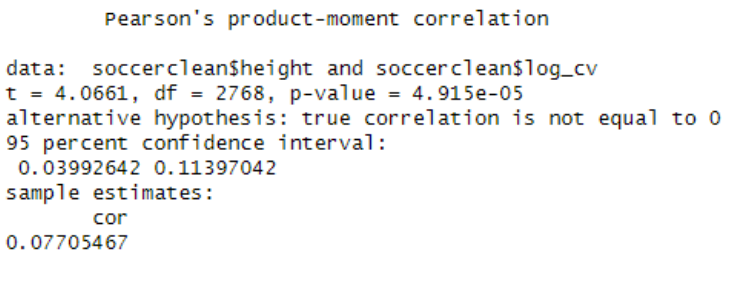 Pearson's product-moment correlation
data:  soccerclean$height and soccerclean$log_cv
t = 4.0661, df = 2768, p-value = 4.915e-05
alternative hypothesis: true correlation is not equal to 0
95 percent confidence interval:
0.03992642 0.11397042
sample estimates:
cor
0.07705467